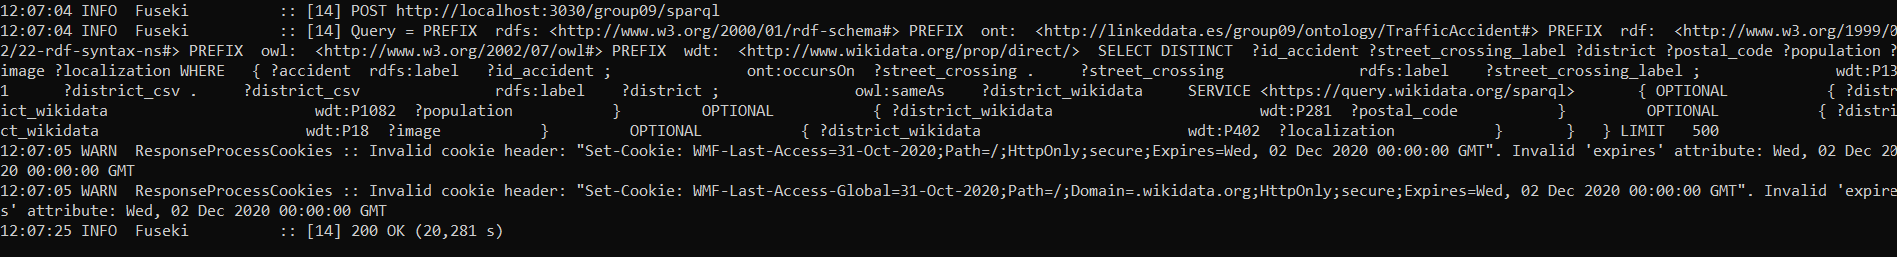 12:07:04 INFO  Fuseki          :: [14] POST http://localhost:3030/group09/sparql
12:07:04 INFO  Fuseki          :: [14] Query = PREFIX  rdfs: <http://www.w3.org/2000/01/rdf-schema#> PREFIX  ont:  <http://linkeddata.es/group09/ontology/TrafficAccident#> PREFIX  rdf:  <http://www.w3.org/1999/0
2/22-rdf-syntax-ns#> PREFIX  owl:  <http://www.w3.org/2002/07/owl#> PREFIX  wdt:  <http://www.wikidata.org/prop/direct/>  SELECT DISTINCT  ?id_accident ?street_crossing_label ?district ?postal_code ?population ?
image ?localization WHERE   { ?accident  rdfs:label   ?id_accident ;               ont:occursOn  ?street_crossing .     ?street_crossing               rdfs:label    ?street_crossing_label ;               wdt:P13
1       ?district_csv .     ?district_csv               rdfs:label    ?district ;               owl:sameAs    ?district_wikidata     SERVICE <https://query.wikidata.org/sparql>       { OPTIONAL         { ?distr
ict_wikidata                        wdt:P1082  ?population           }         OPTIONAL         { ?district_wikidata                       wdt:P281  ?postal_code           }         OPTIONAL         { ?distri
ct_wikidata                       wdt:P18  ?image        }         OPTIONAL         { ?district_wikidata                       wdt:P402  ?localization           }       }   } LIMIT   500
12:07:05 WARN  ResponseProcessCookies :: Invalid cookie header: "Set-Cookie: WMF-Last-Access=31-Oct-2020;Path=/;HttpOnly;secure;Expires=Wed, 02 Dec 2020 00:00:00 GMT". Invalid 'expires' attribute: Wed, 02 Dec 20
20 00:00:00 GMT
12:07:05 WARN  ResponseProcessCookies :: Invalid cookie header: "Set-Cookie: WMF-Last-Access-Global=31-Oct-2020;Path=/;Domain=.wikidata.org;HttpOnly;secure;Expires=Wed, 02 Dec 2020 00:00:00 GMT". Invalid 'expire
s' attribute: Wed, 02 Dec 2020 00:00:00 GMT
12:07:25 INFO  Fuseki          :: [14] 200 OK (20,281 s)